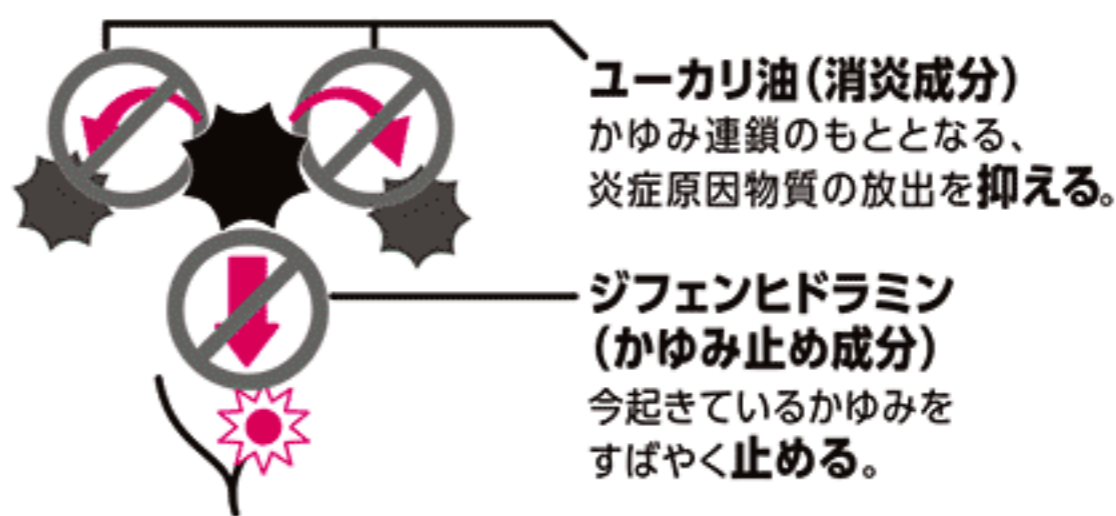 ユーカリ油(消炎成分)
かゆみ連鎖のもととなる、
炎症原因物質の放出を抑える。
ジフェンヒドラミン
(かゆみ止め成分)
今起きているかゆみを
すばやく止める。